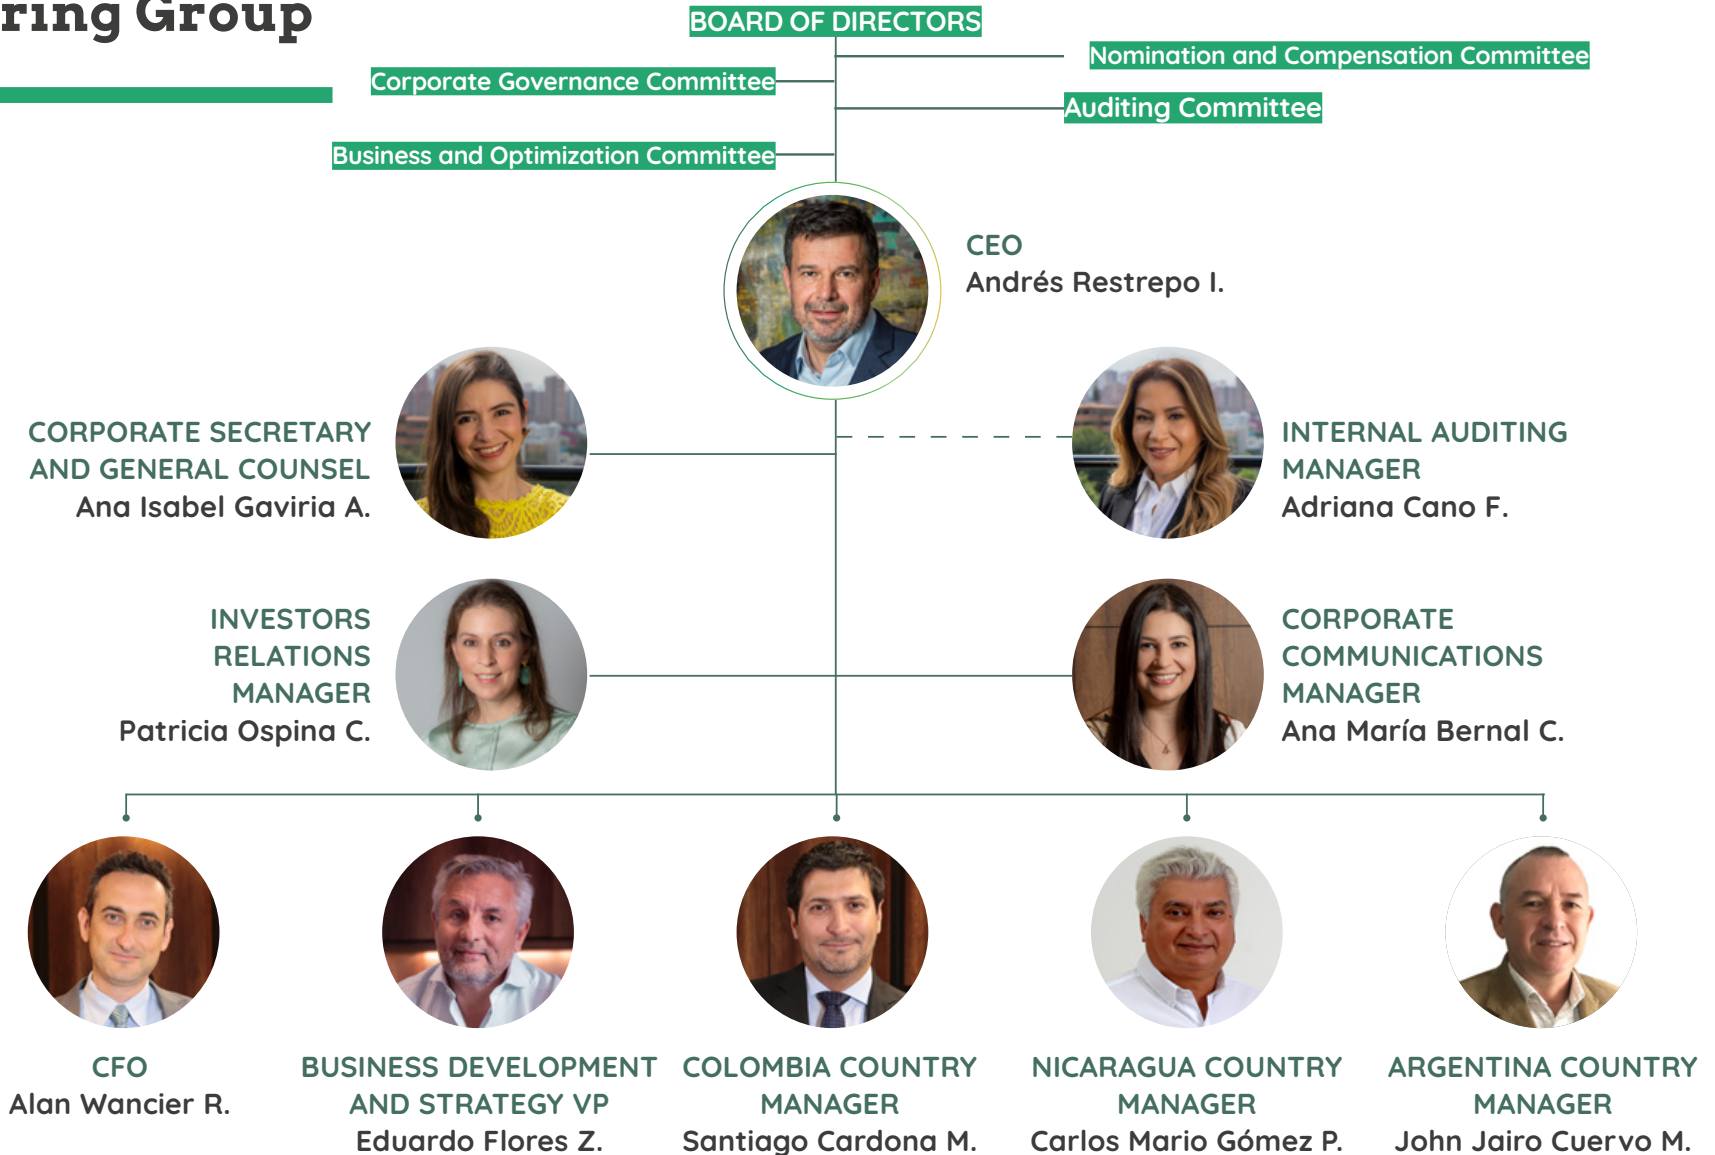 ring Group
BOARD OF DIRECTORS
Nomination and Compensation Committee
Corporate Governance Committee
Auditing Committee
Business and Optimization Committee
CEO
Andrés Restrepo I.
CORPORATE SECRETARY
AND GENERAL COUNSEL
Ana Isabel Gaviria A.
INTERNAL AUDITING
MANAGER
Adriana Cano F.
INVESTORS
RELATIONS
MANAGER
Patricia Ospina C.
CORPORATE
COMMUNICATIONS
MANAGER
Ana María Bernal C.
CFO
Alan Wancier R.
BUSINESS DEVELOPMENT
AND STRATEGY VP
Eduardo Flores Z.
COLOMBIA COUNTRY
MANAGER
Santiago Cardona M.
NICARAGUA COUNTRY
MANAGER
Carlos Mario Gómez P.
ARGENTINA COUNTRY
MANAGER
John Jairo Cuervo M.